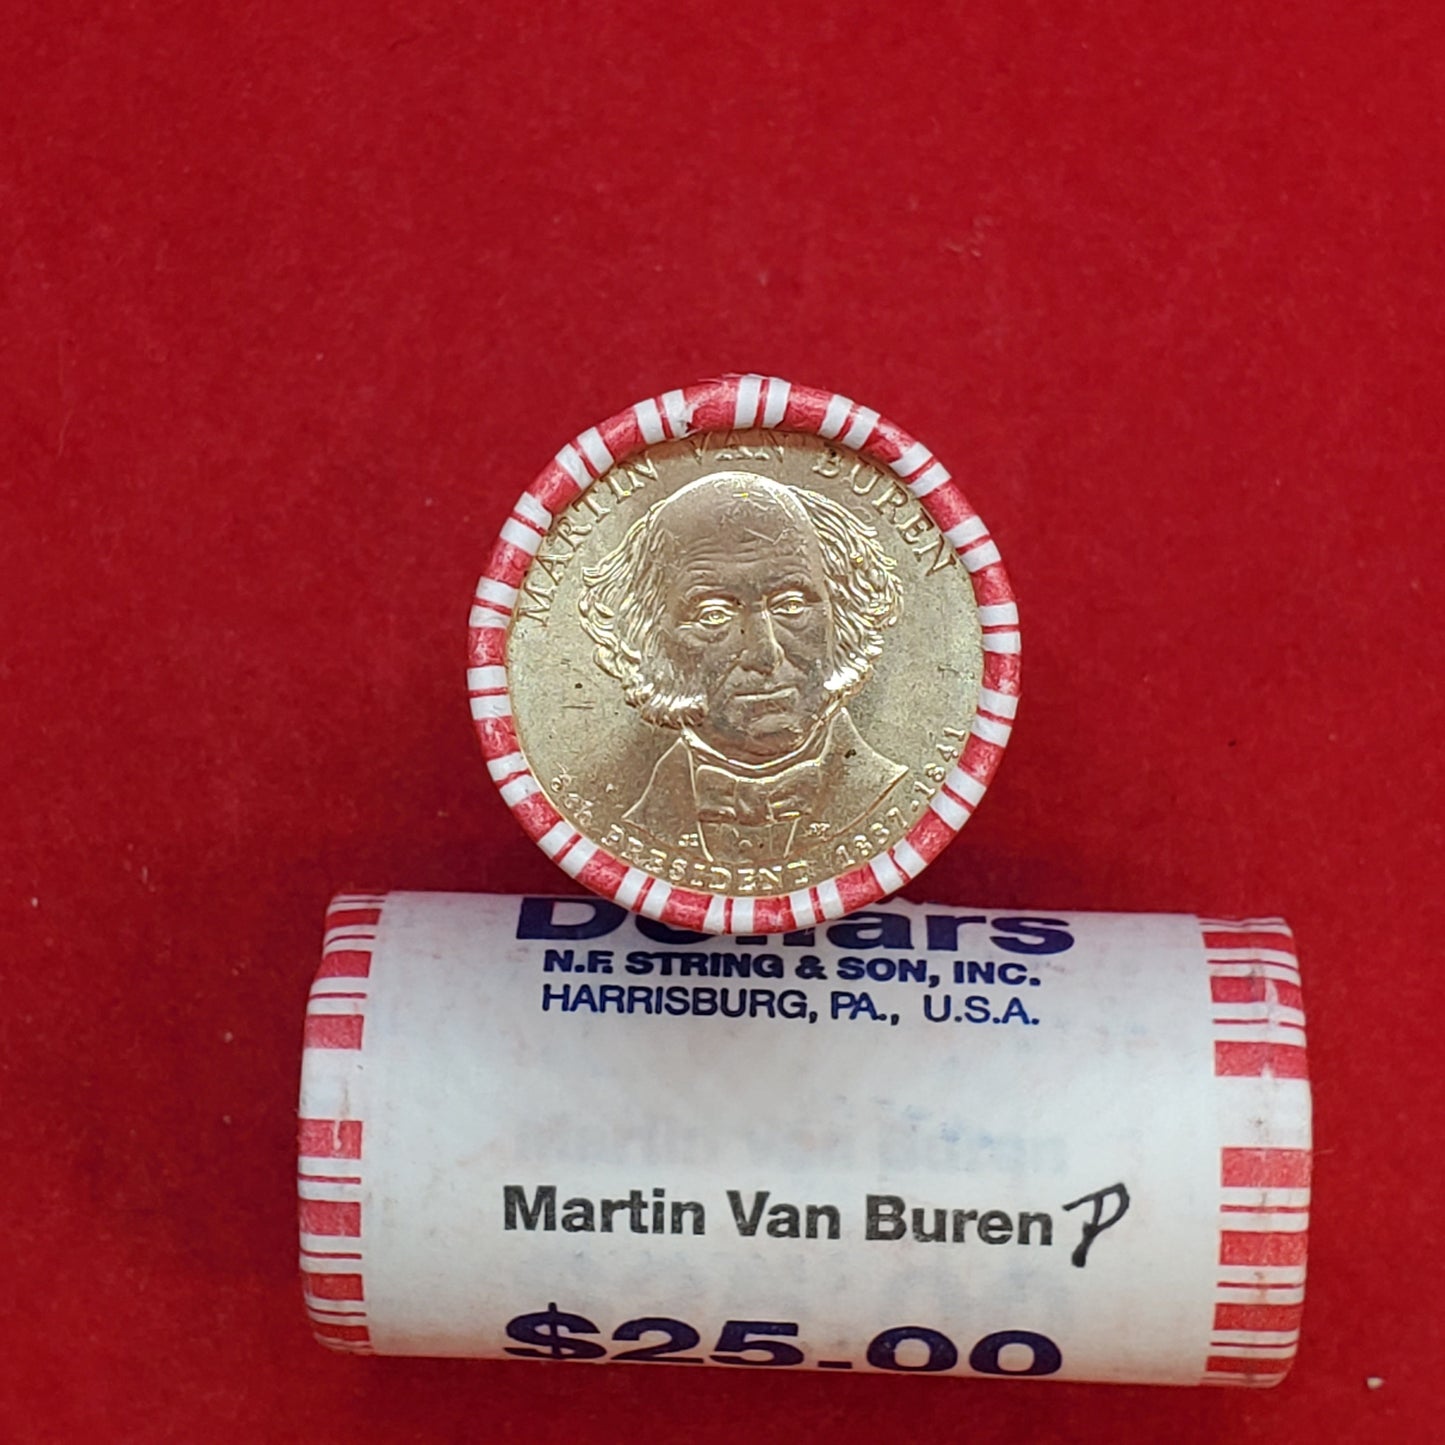 MARTIN VAN BUREN
8th PRESIDENT 1837-1841
Dollars
N.F. STRING & SON, INC.
HARRISBURG, PA., U.S.A.
Martin Van Buren P
$25.00